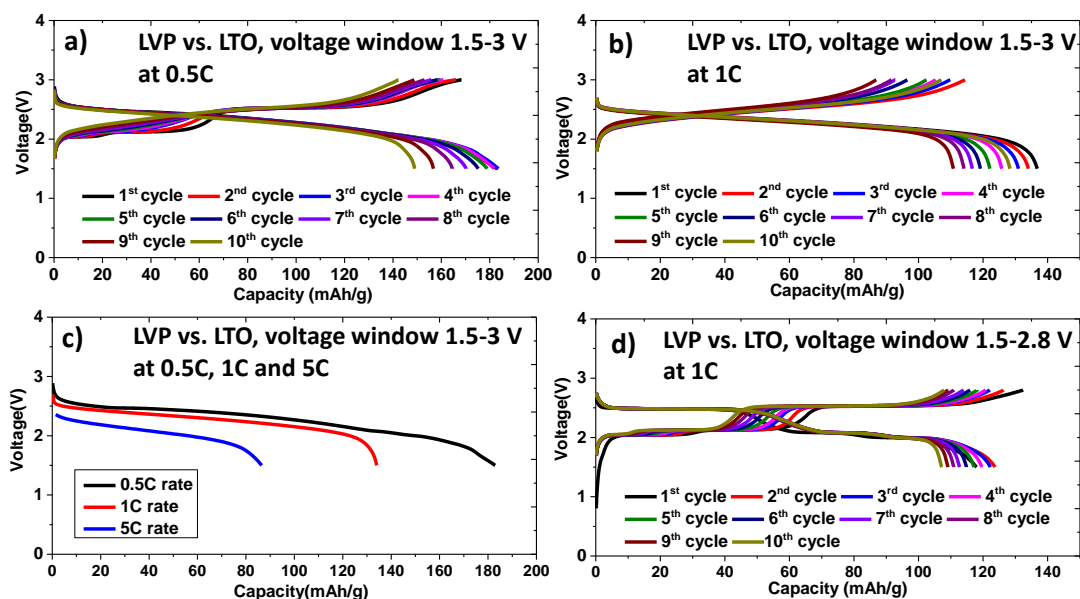 a) LVP vs. LTO, voltage window 1.5-3 V
at 0.5C
4
3
2
1
0
Voltage(V)
1st cycle 2nd cycle 3rd cycle 4th cycle
5th cycle 6th cycle 7th cycle 8th cycle
9th cycle 10th cycle
0 20 40 60 80 100 120 140 160 180 200
Capacity (mAh/g)
b) LVP vs. LTO, voltage window 1.5-3 V
at 1C
4
3
2
1
0
Voltage(V)
1st cycle 2nd cycle 3rd cycle 4th cycle
5th cycle 6th cycle 7th cycle 8th cycle
9th cycle 10th cycle
0 20 40 60 80 100 120 140
Capacity(mAh/g)
c) LVP vs. LTO, voltage window 1.5-3 V
at 0.5C, 1C and 5C
4
3
2
1
0
Voltage(V)
0.5C rate
1C rate
5C rate
0 20 40 60 80 100 120 140 160 180 200
Capacity(mAh/g)
d) LVP vs. LTO, voltage window 1.5-2.8 V
at 1C
4
3
2
1
0
Voltage(V)
1st cycle 2nd cycle 3rd cycle 4th cycle
5th cycle 6th cycle 7th cycle 8th cycle
9th cycle 10th cycle
0 20 40 60 80 100 120 140
Capacity (mAh/g)